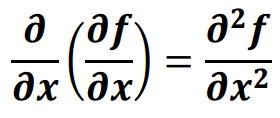 ∂/∂x (∂f/∂x) = ∂²f/∂x²